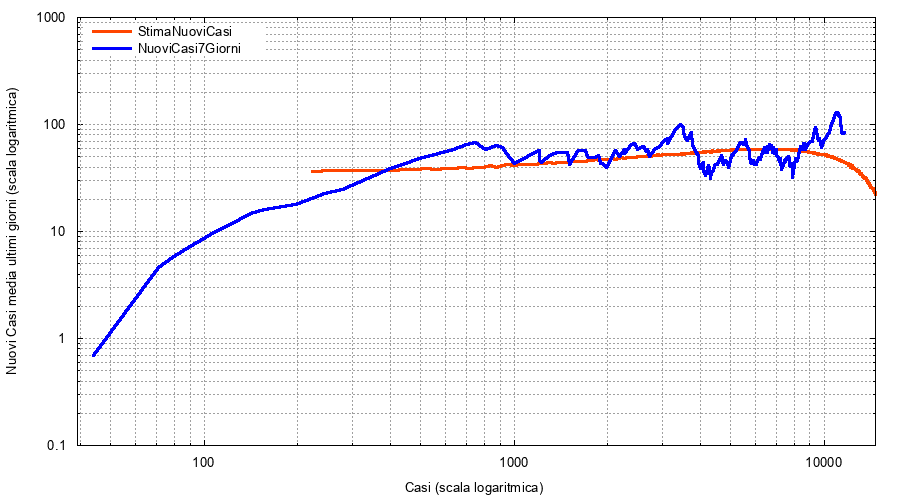 1000
StimaNuoviCasi
NuoviCasi7Giorni
100
10
1
0.1
Nuovi Casi media ultimi giorni (scala logaritmica)
100
1000
10000
Casi (scala logaritmica)